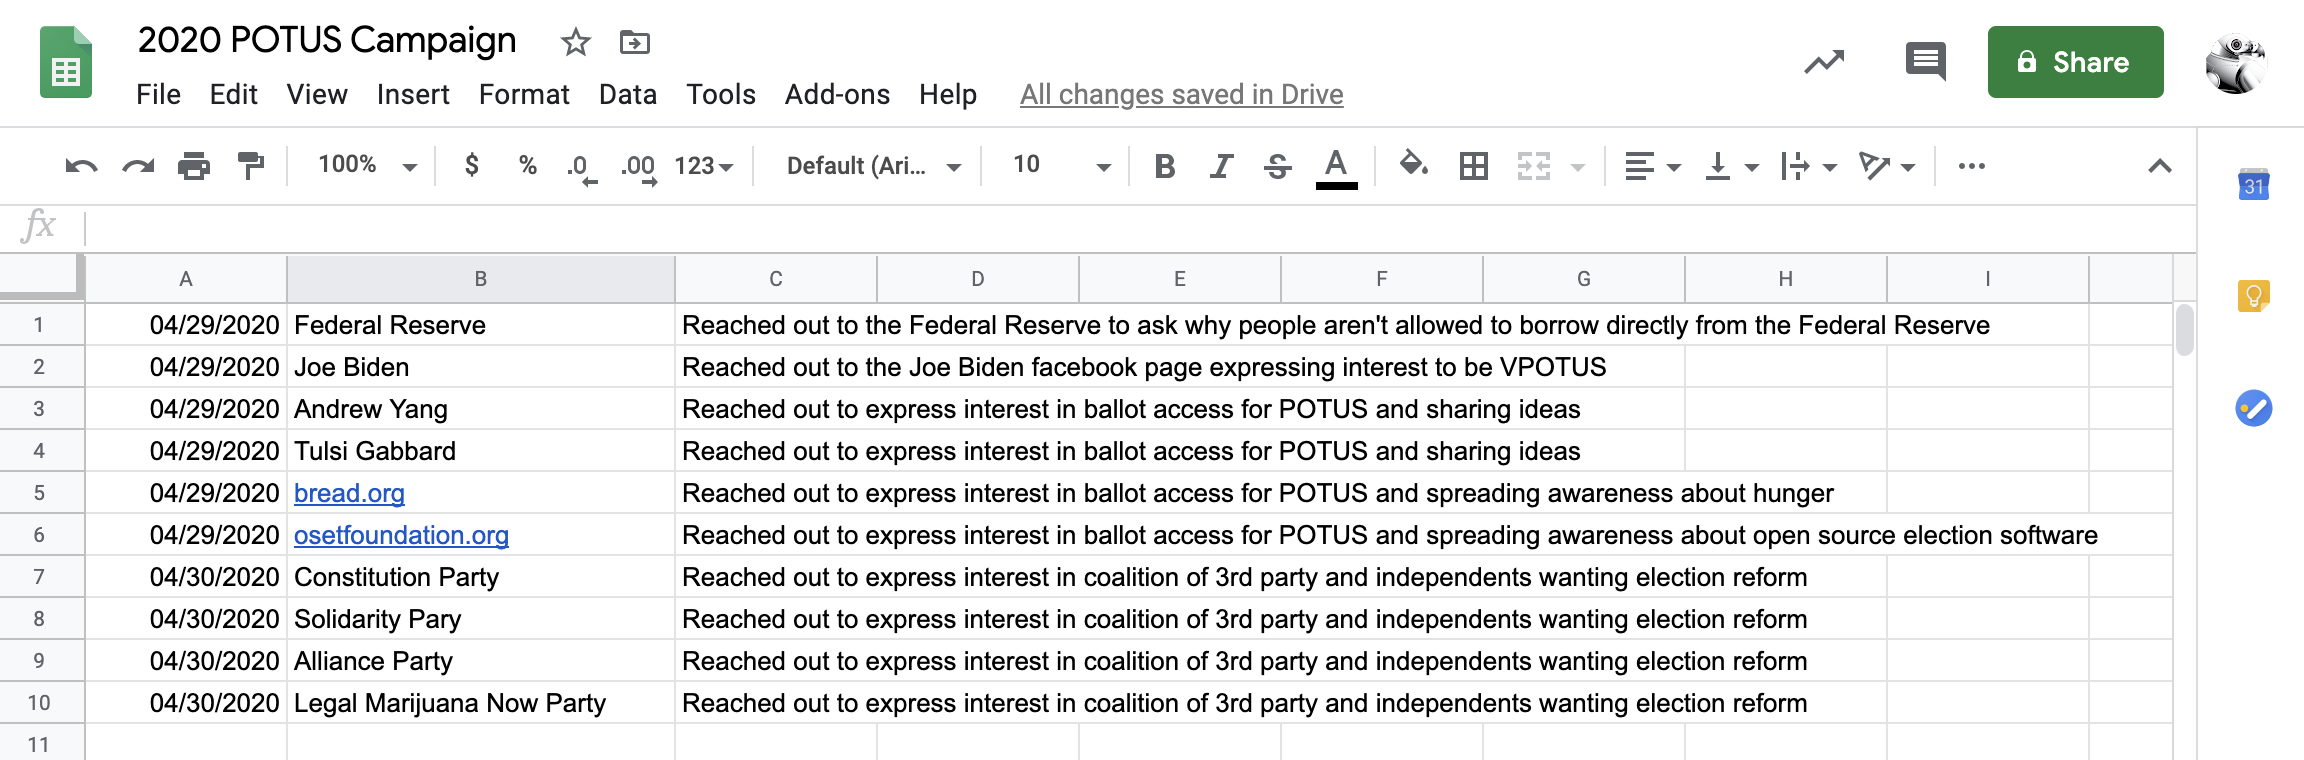 2020 POTUS Campaign
File Edit View Insert Format Data Tools Add-ons Help All changes saved in Drive
Share
100% $ % .0 .00 123 Default (Ari... 10 B I S A
31
fx
A B C D E F G H I
1 04/29/2020 Federal Reserve Reached out to the Federal Reserve to ask why people aren't allowed to borrow directly from the Federal Reserve
2 04/29/2020 Joe Biden Reached out to the Joe Biden facebook page expressing interest to be VPOTUS
3 04/29/2020 Andrew Yang Reached out to express interest in ballot access for POTUS and sharing ideas
4 04/29/2020 Tulsi Gabbard Reached out to express interest in ballot access for POTUS and sharing ideas
5 04/29/2020 bread.org Reached out to express interest in ballot access for POTUS and spreading awareness about hunger
6 04/29/2020 osetfoundation.org Reached out to express interest in ballot access for POTUS and spreading awareness about open source election software
7 04/30/2020 Constitution Party Reached out to express interest in coalition of 3rd party and independents wanting election reform
8 04/30/2020 Solidarity Pary Reached out to express interest in coalition of 3rd party and independents wanting election reform
9 04/30/2020 Alliance Party Reached out to express interest in coalition of 3rd party and independents wanting election reform
10 04/30/2020 Legal Marijuana Now Party Reached out to express interest in coalition of 3rd party and independents wanting election reform
11